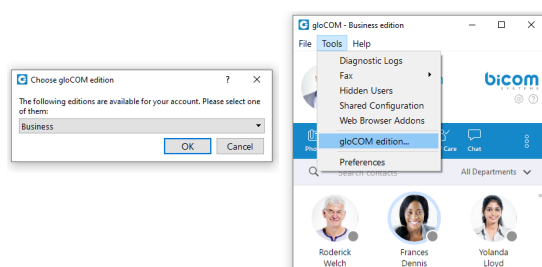 Choose gloCOM edition
?
X
The following editions are available for your account. Please select one
of them:
Business
OK
Cancel
gloCOM - Business edition
File Tools Help
Diagnostic Logs
Fax
Hidden Users
Shared Configuration
Web Browser Addons
gloCOM edition...
Preferences
bicom
SYSTEMS
Care
Chat
Search contacts
All Departments
Roderick
Welch
Frances
Dennis
Yolanda
Lloyd